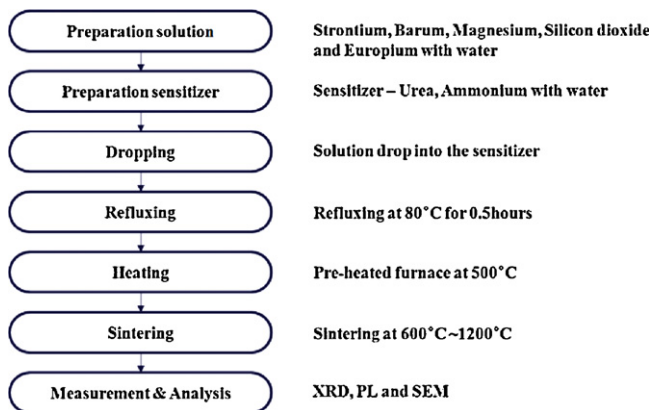 Preparation solution
Strontium, Barum, Magnesium, Silicon dioxide
and Europium with water
Preparation sensitizer
Sensitizer – Urea, Ammonium with water
Dropping
Solution drop into the sensitizer
Refluxing
Refluxing at 80°C for 0.5hours
Heating
Pre-heated furnace at 500°C
Sintering
Sintering at 600°C~1200°C
Measurement & Analysis
XRD, PL and SEM